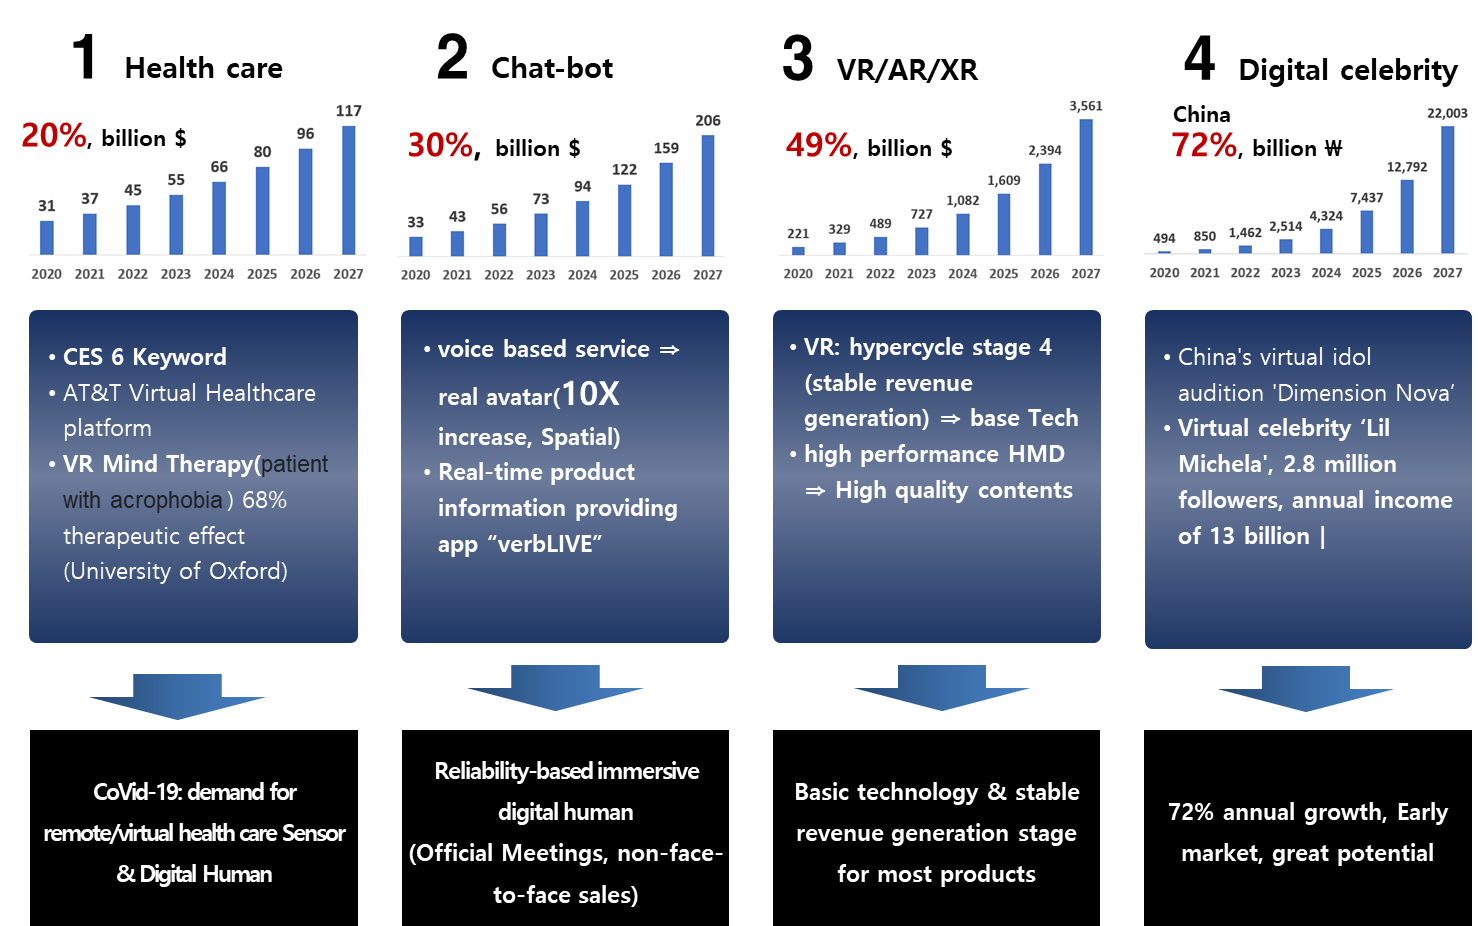 1 Health care
20%, billion $
31 37 45 55 66 80 96 117
2020 2021 2022 2023 2024 2025 2026 2027
• CES 6 Keyword
• AT&T Virtual Healthcare
platform
• VR Mind Therapy(patient
with acrophobia ) 68%
therapeutic effect
(University of Oxford)
CoVid-19: demand for
remote/virtual health care Sensor
& Digital Human
2 Chat-bot
30%, billion $
33 43 56 73 94 122 159 206
2020 2021 2022 2023 2024 2025 2026 2027
• voice based service ⇒
real avatar(10X
increase, Spatial)
• Real-time product
information providing
app “verbLIVE”
Reliability-based immersive
digital human
(Official Meetings, non-face-
to-face sales)
3 VR/AR/XR
49%, billion $
221 329 489 727 1,082 1,609 2,394 3,561
2020 2021 2022 2023 2024 2025 2026 2027
• VR: hypercycle stage 4
(stable revenue
generation) ⇒ base Tech
• high performance HMD
⇒ High quality contents
Basic technology & stable
revenue generation stage
for most products
4 Digital celebrity
China
72%, billion ₩
494 850 1,462 2,514 4,324 7,437 12,792 22,003
2020 2021 2022 2023 2024 2025 2026 2027
• China's virtual idol
audition 'Dimension Nova’
• Virtual celebrity ‘Lil
Michela', 2.8 million
followers, annual income
of 13 billion |
72% annual growth, Early
market, great potential